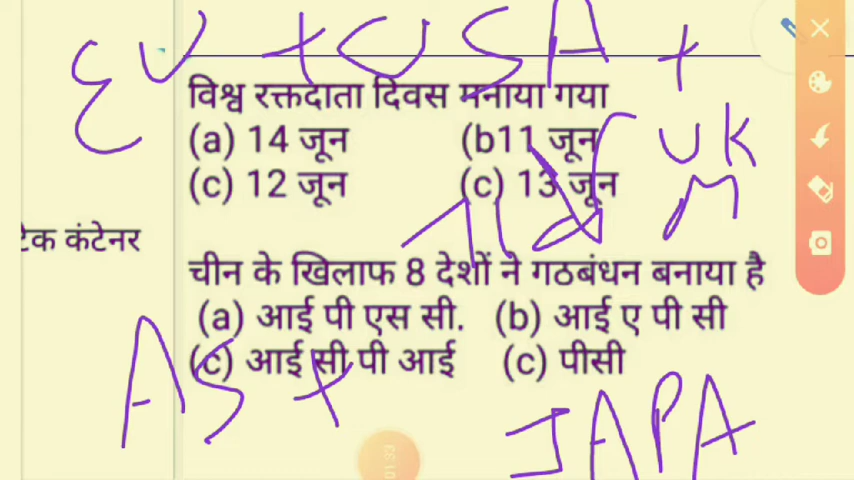 EU + USA +
विश्व रक्तदाता दिवस मनाया गया
(a) 14 जून (b11 जून
UK
(c) 12 जून (c) 13 जून
टेक कंटेनर
चीन के खिलाफ 8 देशों ने गठबंधन बनाया है
(a) आई पी एस सी. (b) आई ए पी सी
(c) आई सी पी आई (c) पीसी
AS +
JAPA